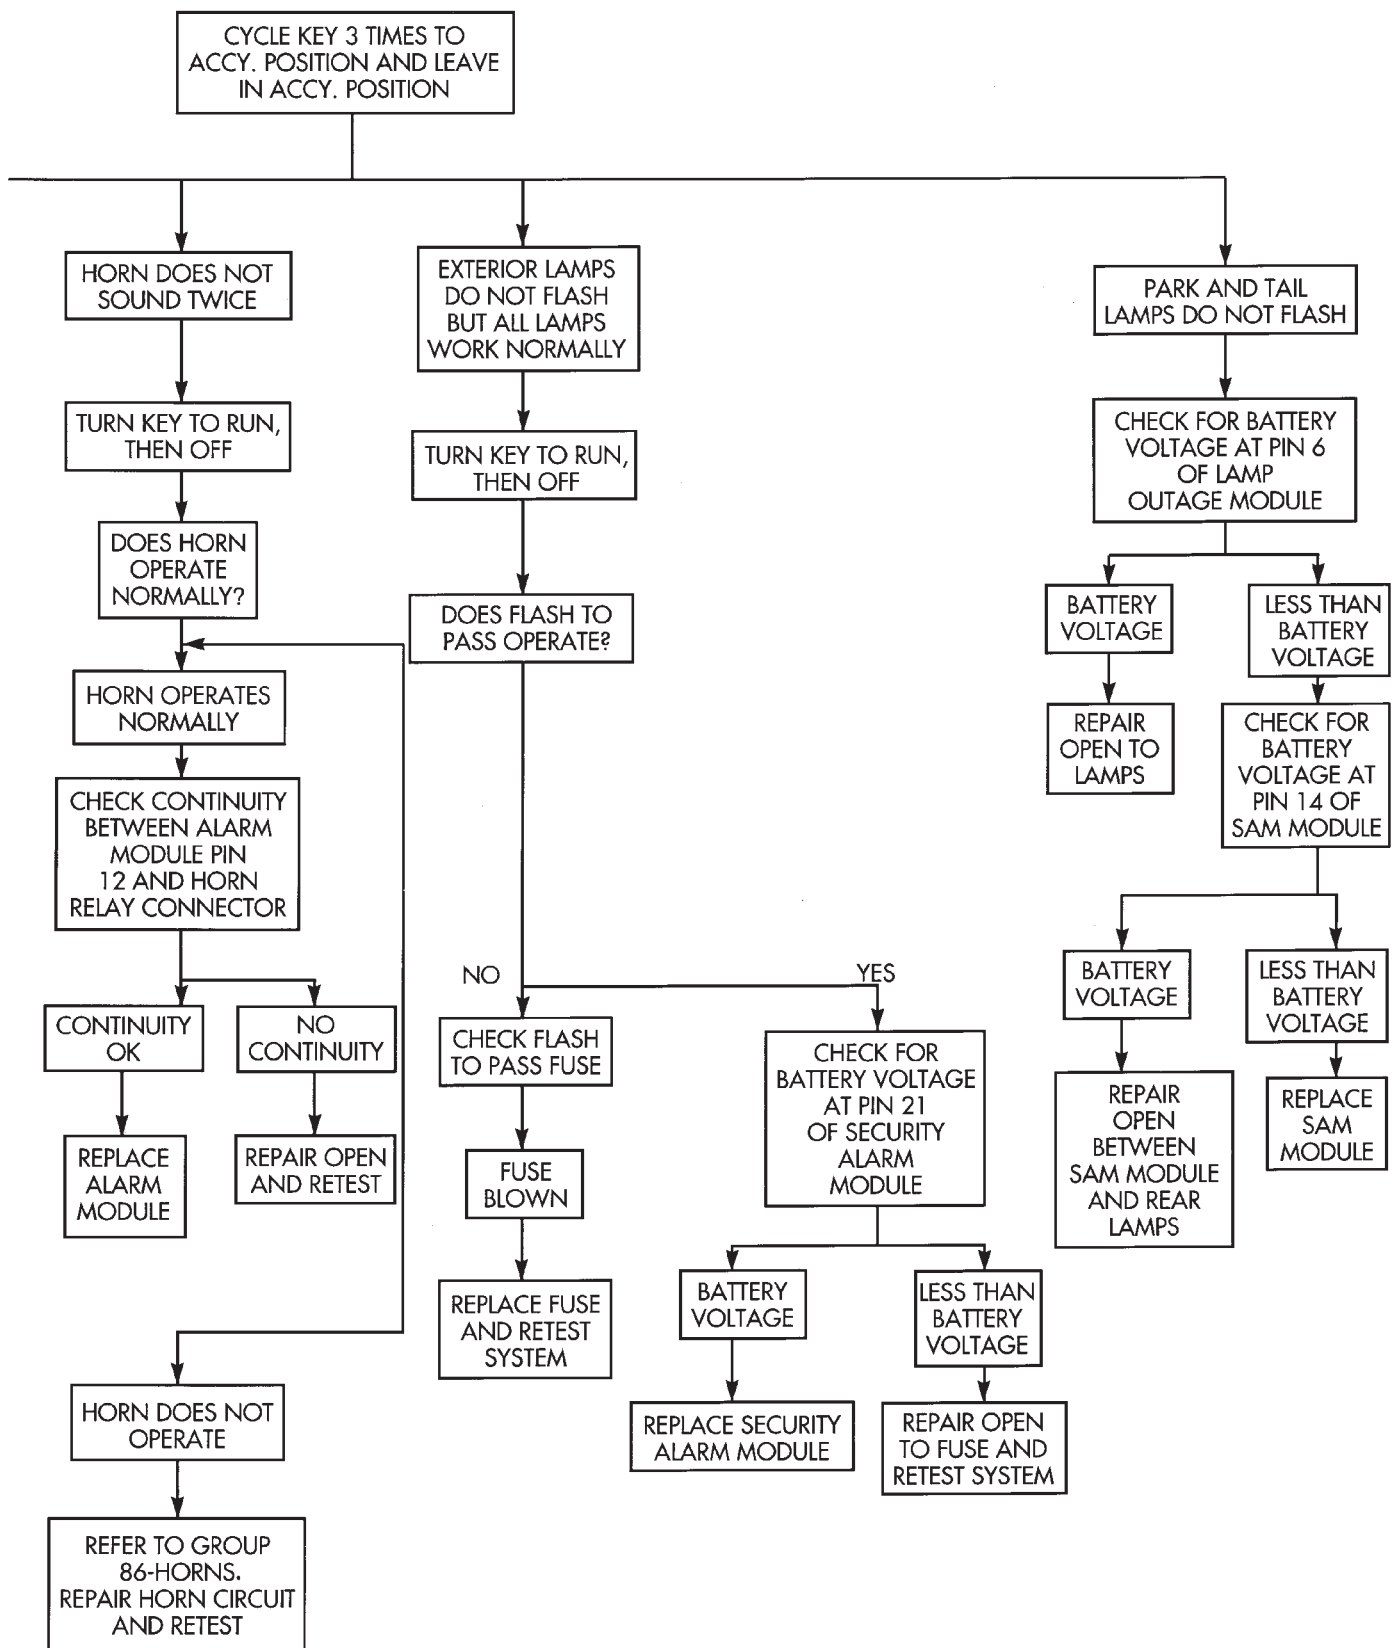 CYCLE KEY 3 TIMES TO
ACCY. POSITION AND LEAVE
IN ACCY. POSITION
HORN DOES NOT
SOUND TWICE
TURN KEY TO RUN,
THEN OFF
DOES HORN
OPERATE
NORMALLY?
HORN OPERATES
NORMALLY
CHECK CONTINUITY
BETWEEN ALARM
MODULE PIN
12 AND HORN
RELAY CONNECTOR
CONTINUITY
OK
NO
CONTINUITY
REPLACE
ALARM
MODULE
REPAIR OPEN
AND RETEST
HORN DOES NOT
OPERATE
REFER TO GROUP
86-HORNS.
REPAIR HORN CIRCUIT
AND RETEST
EXTERIOR LAMPS
DO NOT FLASH
BUT ALL LAMPS
WORK NORMALLY
TURN KEY TO RUN,
THEN OFF
DOES FLASH TO
PASS OPERATE?
NO
YES
CHECK FLASH
TO PASS FUSE
FUSE
BLOWN
REPLACE FUSE
AND RETEST
SYSTEM
CHECK FOR
BATTERY VOLTAGE
AT PIN 21
OF SECURITY
ALARM
MODULE
BATTERY
VOLTAGE
LESS THAN
BATTERY
VOLTAGE
REPLACE SECURITY
ALARM MODULE
REPAIR OPEN
TO FUSE AND
RETEST SYSTEM
PARK AND TAIL
LAMPS DO NOT FLASH
CHECK FOR BATTERY
VOLTAGE AT PIN 6
OF LAMP
OUTAGE MODULE
BATTERY
VOLTAGE
LESS THAN
BATTERY
VOLTAGE
REPAIR
OPEN TO
LAMPS
CHECK FOR
BATTERY
VOLTAGE AT
PIN 14 OF
SAM MODULE
BATTERY
VOLTAGE
LESS THAN
BATTERY
VOLTAGE
REPAIR
OPEN
BETWEEN
SAM MODULE
AND REAR
LAMPS
REPLACE
SAM
MODULE